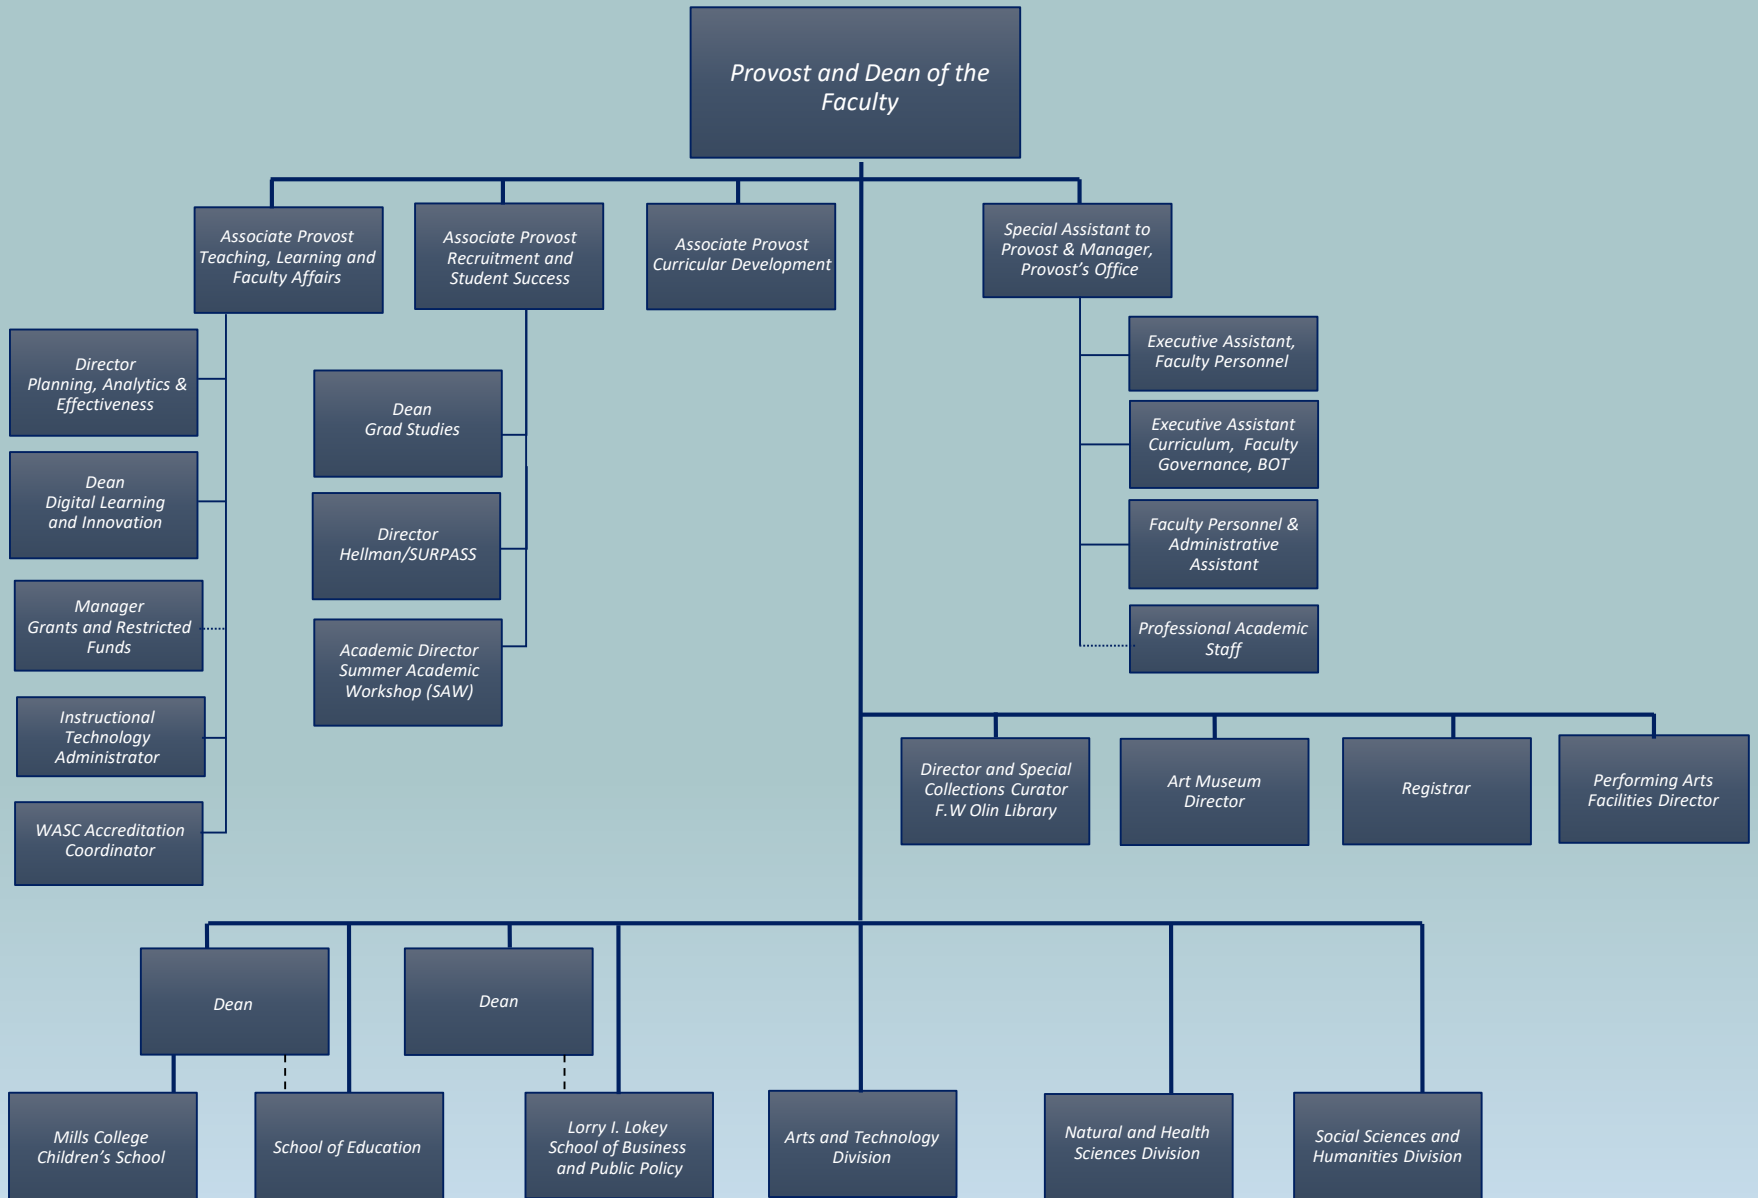 Provost and Dean of the
Faculty
Associate Provost
Teaching, Learning and
Faculty Affairs
Associate Provost
Recruitment and
Student Success
Associate Provost
Curricular Development
Special Assistant to
Provost & Manager,
Provost’s Office
Director
Planning, Analytics &
Effectiveness
Dean
Digital Learning
and Innovation
Manager
Grants and Restricted
Funds
Instructional
Technology
Administrator
WASC Accreditation
Coordinator
Dean
Grad Studies
Director
Hellman/SURPASS
Academic Director
Summer Academic
Workshop (SAW)
Executive Assistant,
Faculty Personnel
Executive Assistant
Curriculum, Faculty
Governance, BOT
Faculty Personnel &
Administrative
Assistant
Professional Academic
Staff
Director and Special
Collections Curator
F.W Olin Library
Art Museum
Director
Registrar
Performing Arts
Facilities Director
Dean
Dean
Mills College
Children’s School
School of Education
Lorry I. Lokey
School of Business
and Public Policy
Arts and Technology
Division
Natural and Health
Sciences Division
Social Sciences and
Humanities Division